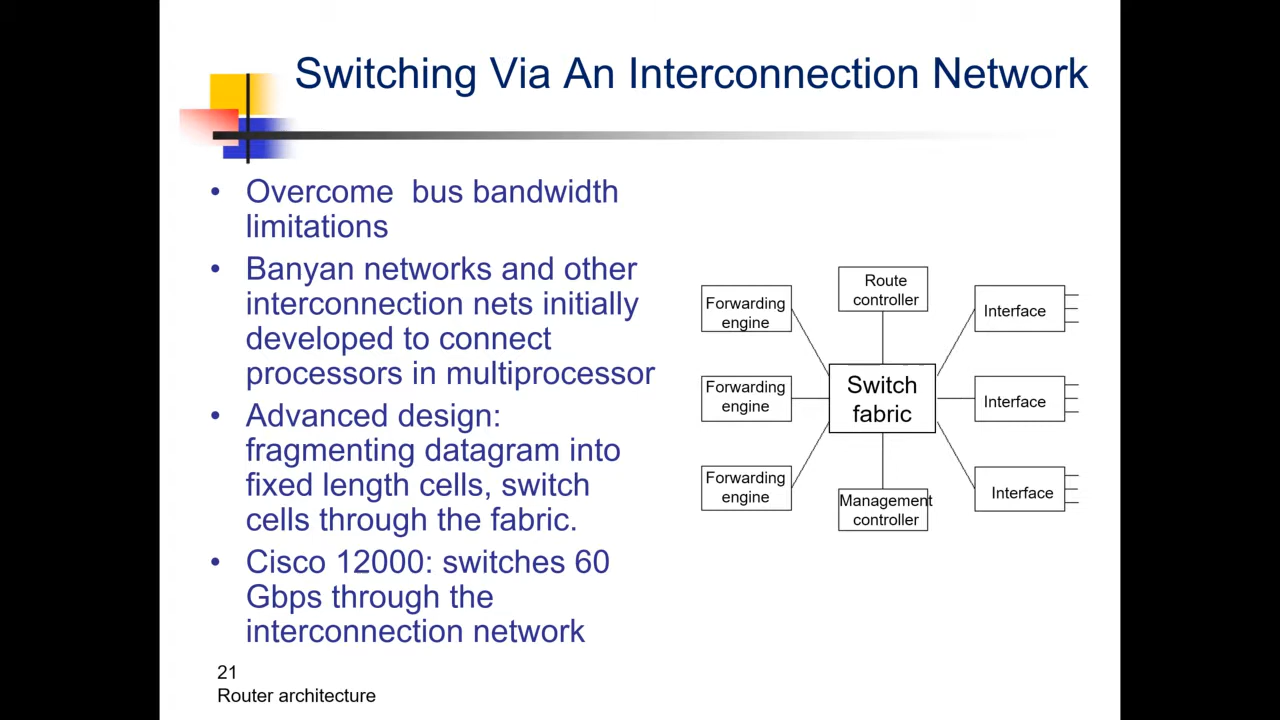 Switching Via An Interconnection Network
• Overcome  bus bandwidth
limitations
• Banyan networks and other
interconnection nets initially
developed to connect
processors in multiprocessor
• Advanced design:
fragmenting datagram into
fixed length cells, switch
cells through the fabric.
• Cisco 12000: switches 60
Gbps through the
interconnection network
Forwarding
engine
Forwarding
engine
Forwarding
engine
Route
controller
Switch
fabric
Management
controller
Interface
Interface
Interface
21
Router architecture